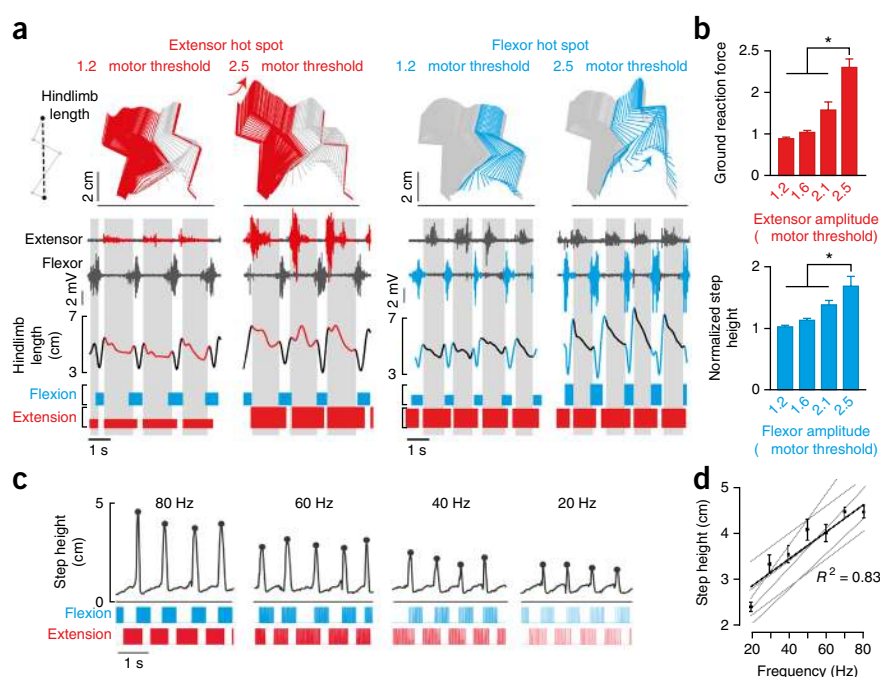 a
Extensor hot spot
1.2 motor threshold
2.5 motor threshold
Flexor hot spot
1.2 motor threshold
2.5 motor threshold
Hindlimb
length
2 cm
2 cm
Extensor
Flexor
2 mV
2 mV
Hindlimb
length
(cm)
7
3
7
3
Flexion
Extension
1 s
1 s
b
Ground reaction force
2.5
2
1
0
*
1.2
1.6
2.1
2.5
Extensor amplitude
( motor threshold)
Normalized step
height
2
1
0
*
1.2
1.6
2.1
2.5
Flexor amplitude
( motor threshold)
c
80 Hz
60 Hz
40 Hz
20 Hz
Step height
(cm)
5
0
Flexion
Extension
1 s
d
Step height (cm)
5
4
3
2
R² = 0.83
20
40
60
80
Frequency (Hz)